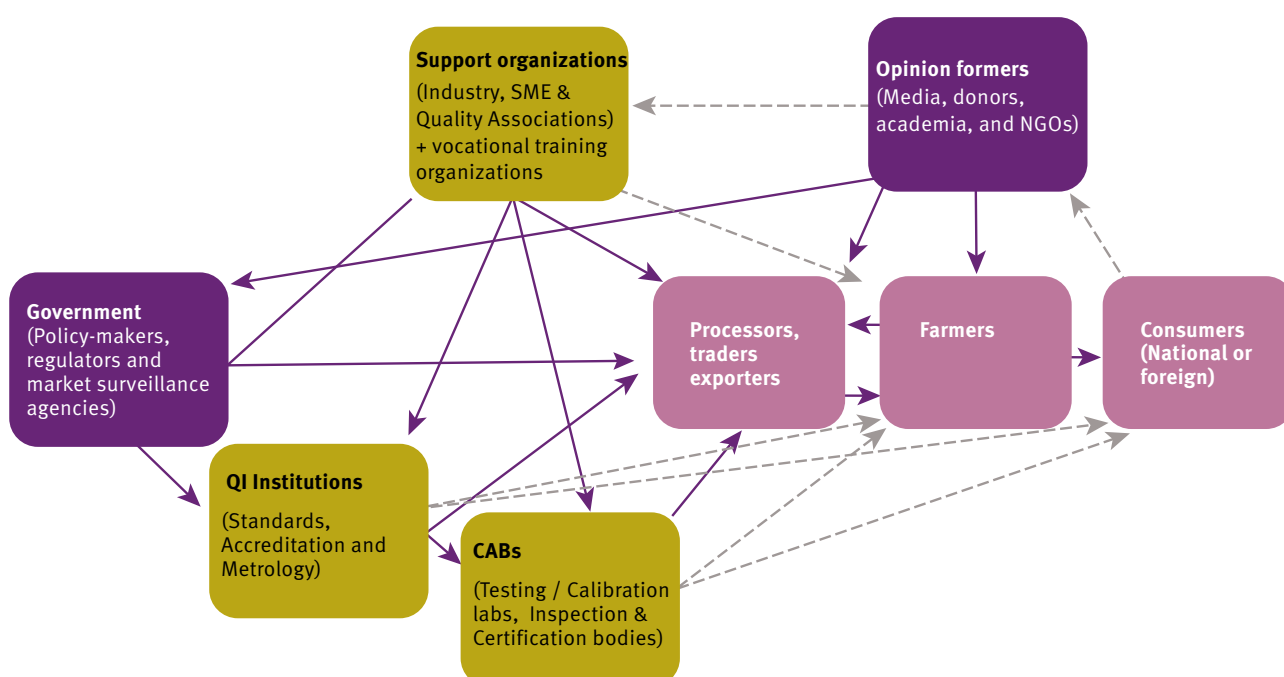 Support organizations
(Industry, SME &
Quality Associations)
+ vocational training
organizations
Opinion formers
(Media, donors,
academia, and NGOs)
Government
(Policy-makers,
regulators and
market surveillance
agencies)
Processors,
traders
exporters
Farmers
Consumers
(National or
foreign)
QI Institutions
(Standards,
Accreditation and
Metrology)
CABs
(Testing / Calibration
labs, Inspection &
Certification bodies)